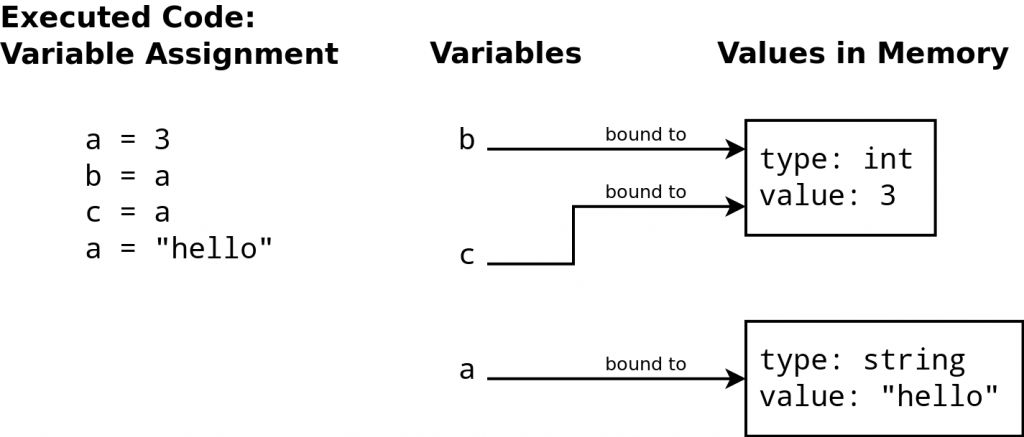 Executed Code:
Variable Assignment
Variables
Values in Memory
a = 3
b = a
c = a
a = "hello"
b
bound to
type: int
value: 3
bound to
c
a
bound to
type: string
value: "hello"